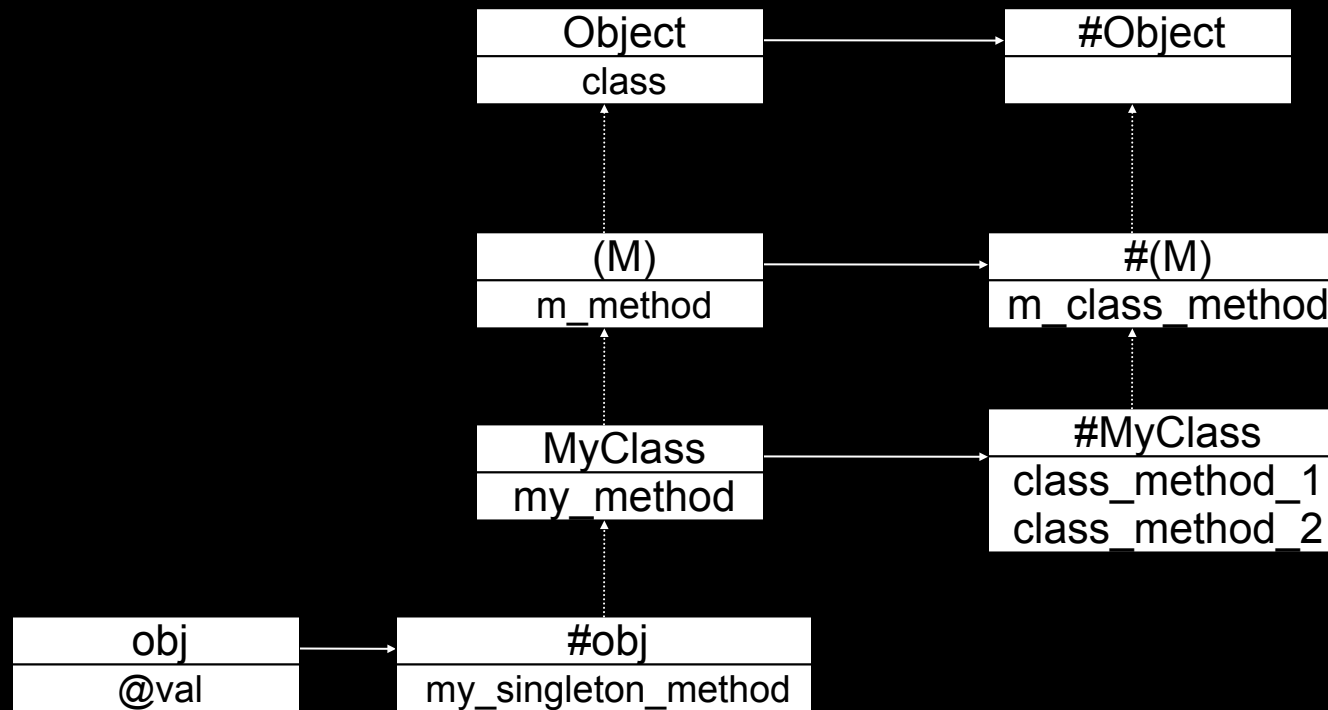 Object
class
#Object
(M)
m_method
#(M)
m_class_method
MyClass
my_method
#MyClass
class_method_1
class_method_2
obj
@val
#obj
my_singleton_method